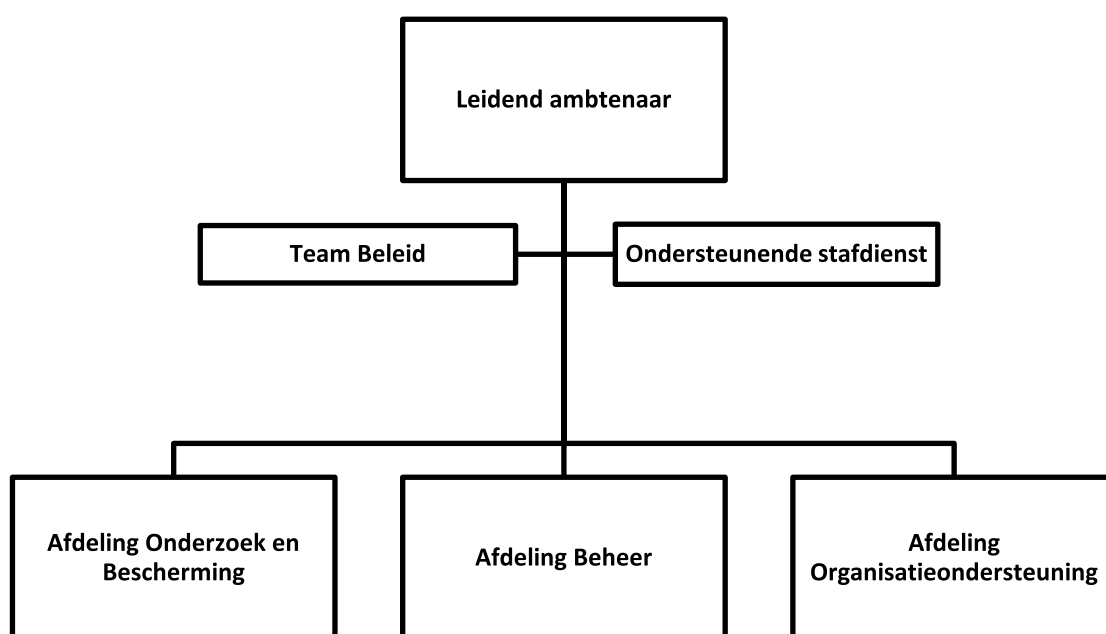 Leidend ambtenaar
Team Beleid
Ondersteunende stafdienst
Afdeling Onderzoek en
Bescherming
Afdeling Beheer
Afdeling
Organisatieondersteuning